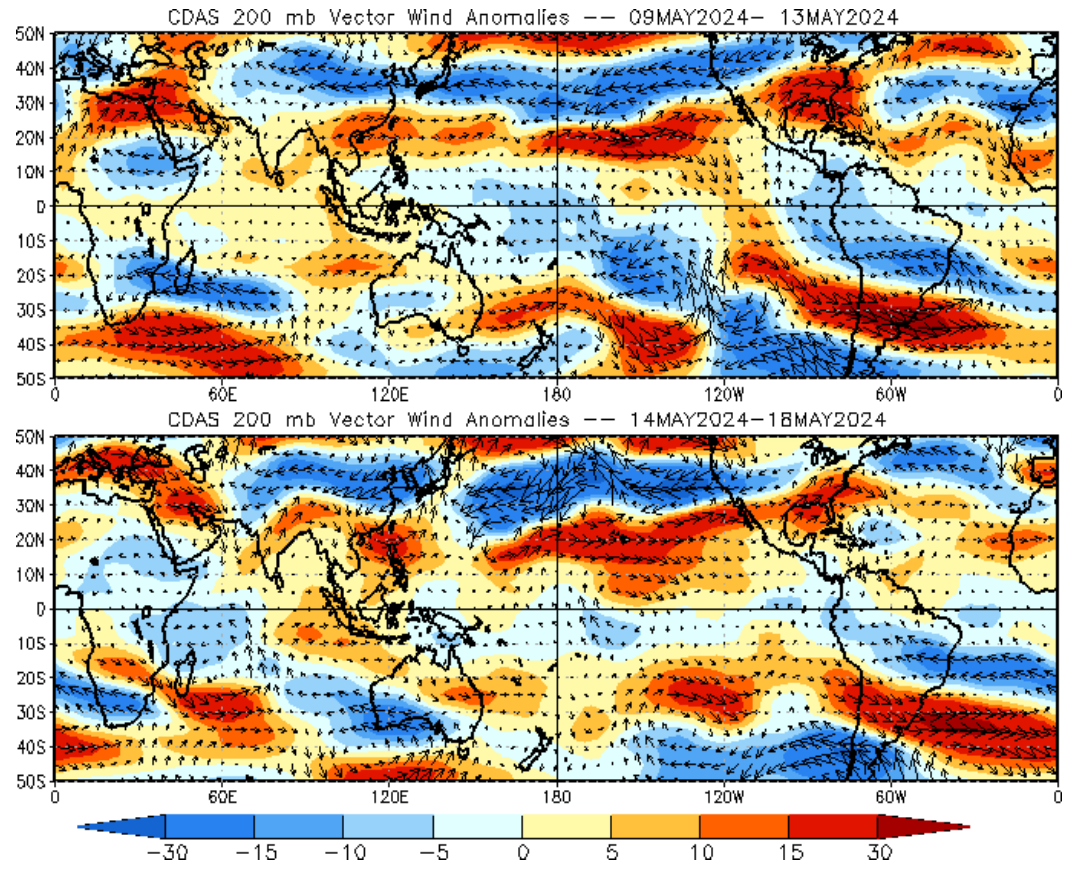 CDAS 200 mb Vector Wind Anomalies -- 09MAY2024- 13MAY2024
50N
40N
30N
20N
10N
0
10S
20S
30S
40S
50S
0 60E 120E 180 120W 60W 0
CDAS 200 mb Vector Wind Anomalies -- 14MAY2024-18MAY2024
50N
40N
30N
20N
10N
0
10S
20S
30S
40S
50S
0 60E 120E 180 120W 60W 0
-30 -15 -10 -5 0 5 10 15 30